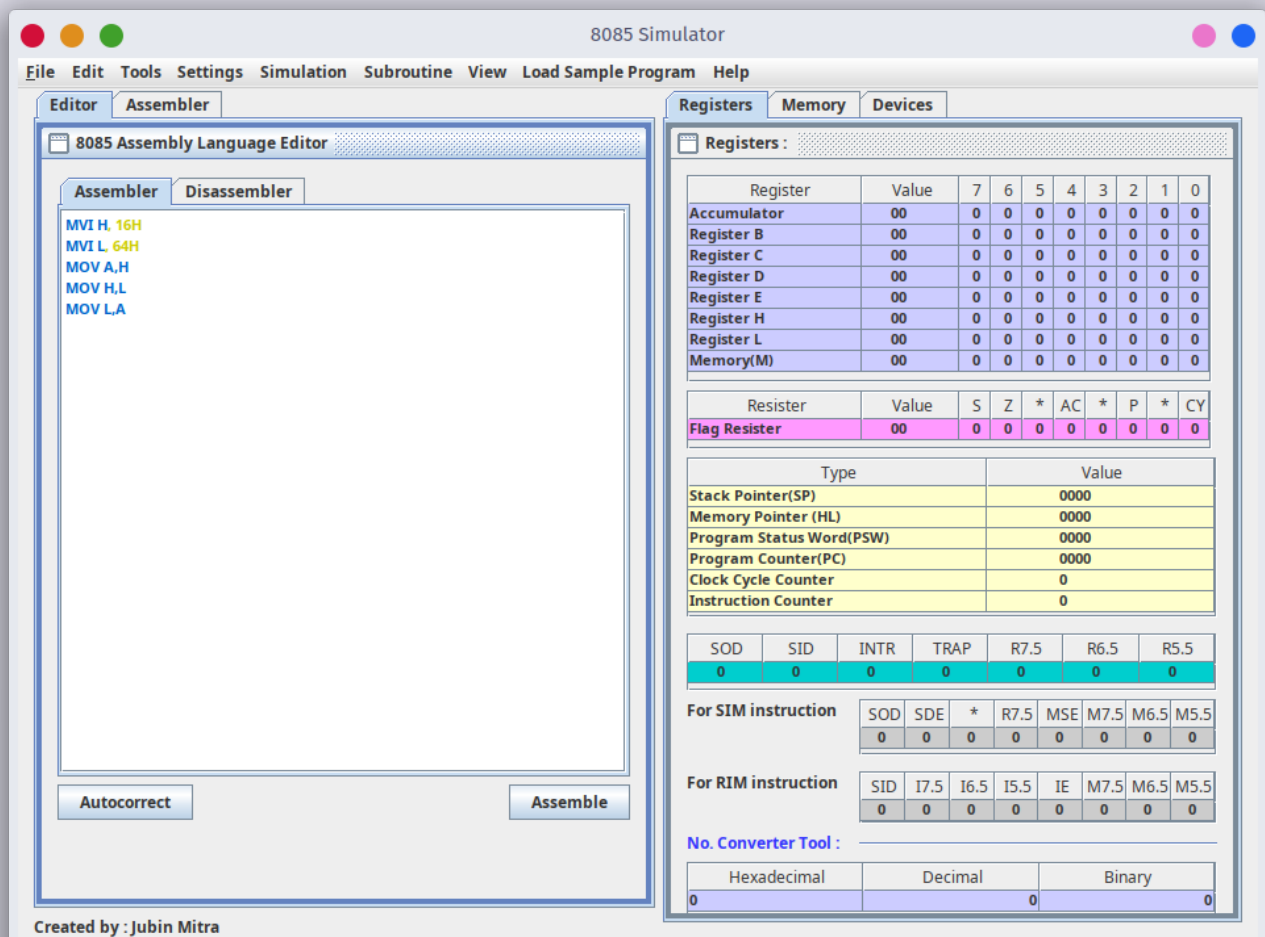 8085 Simulator
File Edit Tools Settings Simulation Subroutine View Load Sample Program Help
Editor Assembler
8085 Assembly Language Editor
Assembler Disassembler
MVI H, 16H
MVI L, 64H
MOV A,H
MOV H,L
MOV L,A
Autocorrect Assemble
Created by : Jubin Mitra
Registers Memory Devices
Registers :
Register Value 7 6 5 4 3 2 1 0
Accumulator 00 0 0 0 0 0 0 0 0
Register B 00 0 0 0 0 0 0 0 0
Register C 00 0 0 0 0 0 0 0 0
Register D 00 0 0 0 0 0 0 0 0
Register E 00 0 0 0 0 0 0 0 0
Register H 00 0 0 0 0 0 0 0 0
Register L 00 0 0 0 0 0 0 0 0
Memory(M) 00 0 0 0 0 0 0 0 0
Resister Value S Z * AC * P * CY
Flag Resister 00 0 0 0 0 0 0 0 0
Type Value
Stack Pointer(SP) 0000
Memory Pointer (HL) 0000
Program Status Word(PSW) 0000
Program Counter(PC) 0000
Clock Cycle Counter 0
Instruction Counter 0
SOD SID INTR TRAP R7.5 R6.5 R5.5
0 0 0 0 0 0 0
For SIM instruction SOD SDE * R7.5 MSE M7.5 M6.5 M5.5
0 0 0 0 0 0 0 0
For RIM instruction SID I7.5 I6.5 I5.5 IE M7.5 M6.5 M5.5
0 0 0 0 0 0 0 0
No. Converter Tool :
Hexadecimal Decimal Binary
0 0 0